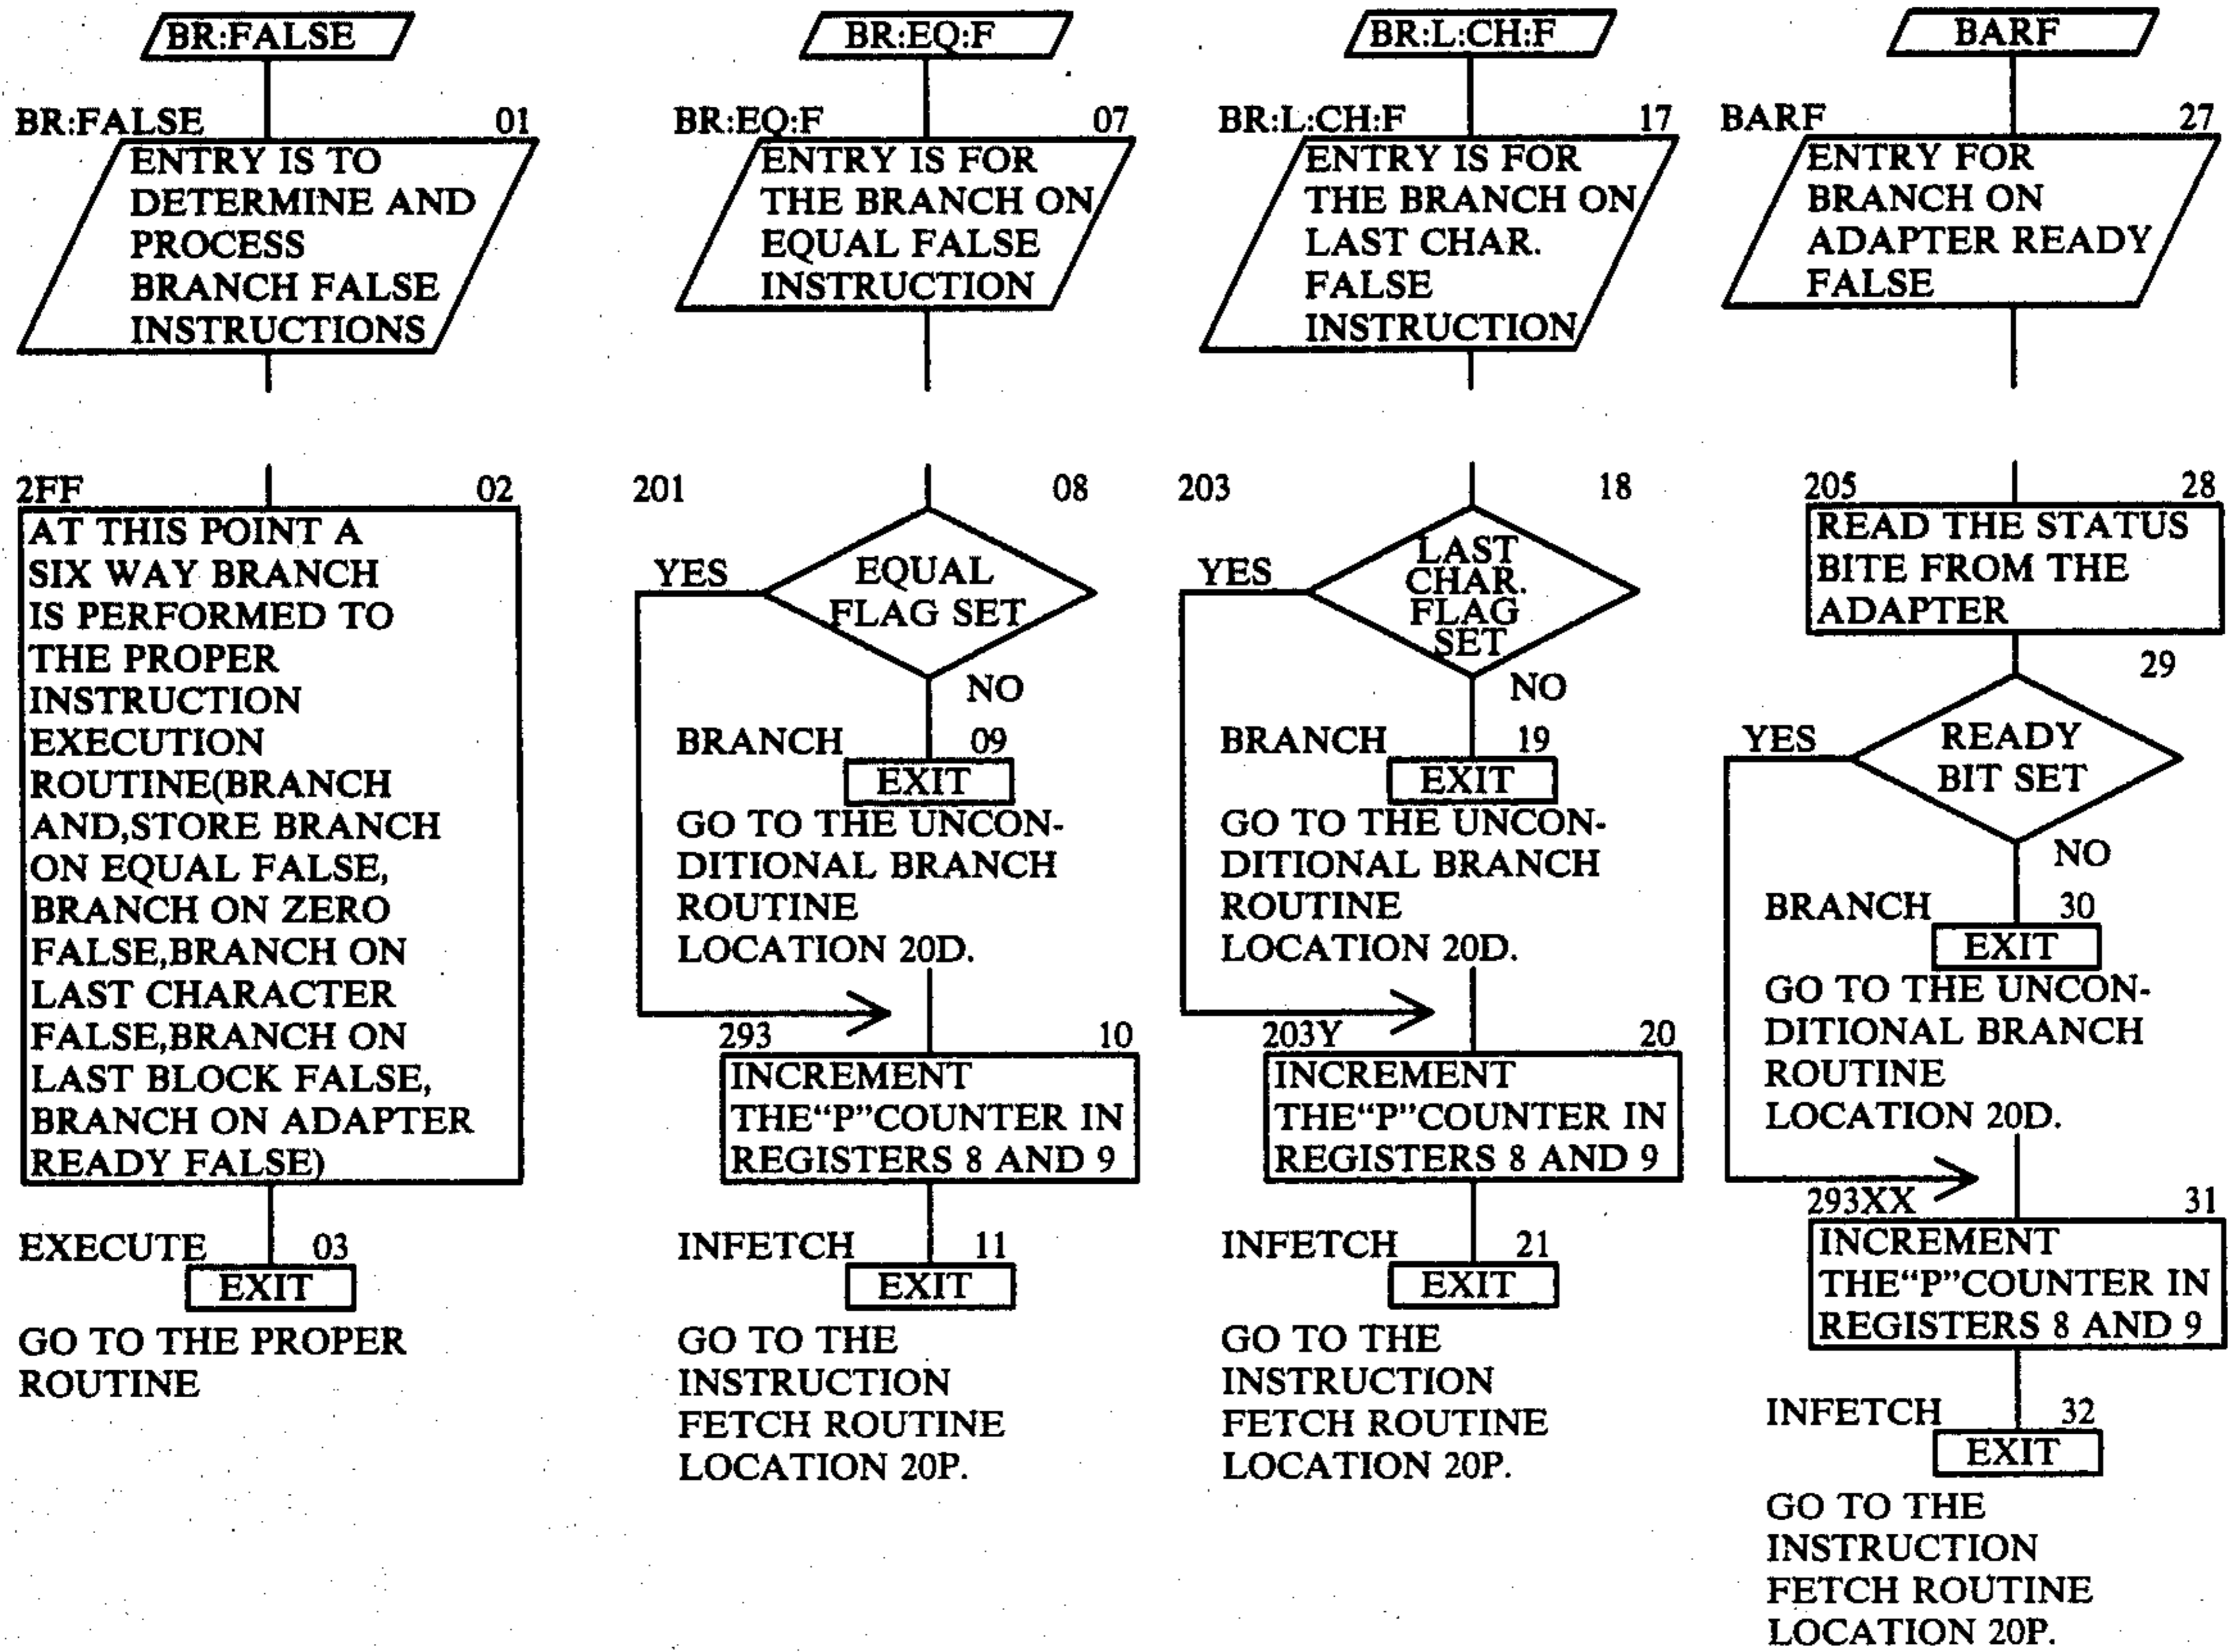 BR:FALSE
BR:FALSE 01
ENTRY IS TO
DETERMINE AND
PROCESS
BRANCH FALSE
INSTRUCTIONS
2FF 02
AT THIS POINT A
SIX WAY BRANCH
IS PERFORMED TO
THE PROPER
INSTRUCTION
EXECUTION
ROUTINE(BRANCH
AND,STORE BRANCH
ON EQUAL FALSE,
BRANCH ON ZERO
FALSE,BRANCH ON
LAST CHARACTER
FALSE,BRANCH ON
LAST BLOCK FALSE,
BRANCH ON ADAPTER
READY FALSE)
EXECUTE 03
EXIT
GO TO THE PROPER
ROUTINE
BR:EQ:F
BR:EQ:F 07
ENTRY IS FOR
THE BRANCH ON
EQUAL FALSE
INSTRUCTION
201 08
YES
EQUAL
FLAG SET
NO
BRANCH 09
EXIT
GO TO THE UNCON-
DITIONAL BRANCH
ROUTINE
LOCATION 20D.
293 10
INCREMENT
THE“P”COUNTER IN
REGISTERS 8 AND 9
INFETCH 11
EXIT
GO TO THE
INSTRUCTION
FETCH ROUTINE
LOCATION 20P.
BR:L:CH:F
BR:L:CH:F 17
ENTRY IS FOR
THE BRANCH ON
LAST CHAR.
FALSE
INSTRUCTION
203 18
YES
LAST
CHAR.
FLAG
SET
NO
BRANCH 19
EXIT
GO TO THE UNCON-
DITIONAL BRANCH
ROUTINE
LOCATION 20D.
203Y 20
INCREMENT
THE“P”COUNTER IN
REGISTERS 8 AND 9
INFETCH 21
EXIT
GO TO THE
INSTRUCTION
FETCH ROUTINE
LOCATION 20P.
BARF
BARF 27
ENTRY FOR
BRANCH ON
ADAPTER READY
FALSE
205 28
READ THE STATUS
BITE FROM THE
ADAPTER
29
YES
READY
BIT SET
NO
BRANCH 30
EXIT
GO TO THE UNCON-
DITIONAL BRANCH
ROUTINE
LOCATION 20D.
293XX 31
INCREMENT
THE“P”COUNTER IN
REGISTERS 8 AND 9
INFETCH 32
EXIT
GO TO THE
INSTRUCTION
FETCH ROUTINE
LOCATION 20P.